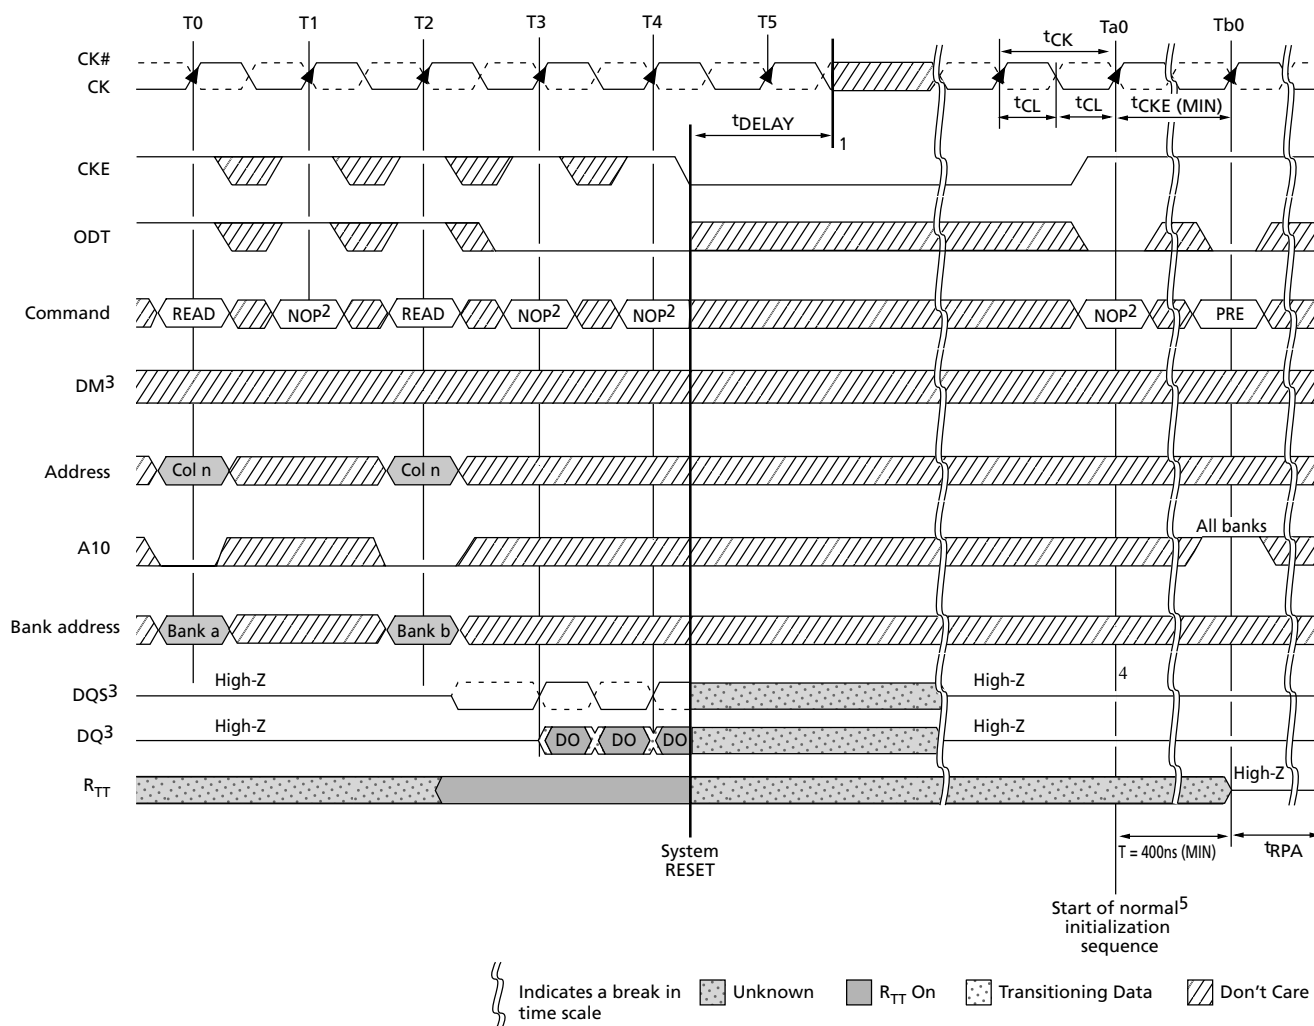 T0 T1 T2 T3 T4 T5 Ta0 Tb0
tCK
CK#
CK
tCL tCL tCKE (MIN)
tDELAY
1
CKE
ODT
Command READ NOP2 READ NOP2 NOP2 NOP2 PRE
DM3
Address Col n Col n
All banks
A10
Bank address Bank a Bank b
DQS3 High-Z High-Z 4
DQ3 High-Z DO DO DO High-Z
RTT High-Z
System
RESET
T = 400ns (MIN) tRPA
Start of normal5
initialization
sequence
Indicates a break in
time scale
Unknown RTT On Transitioning Data Don't Care